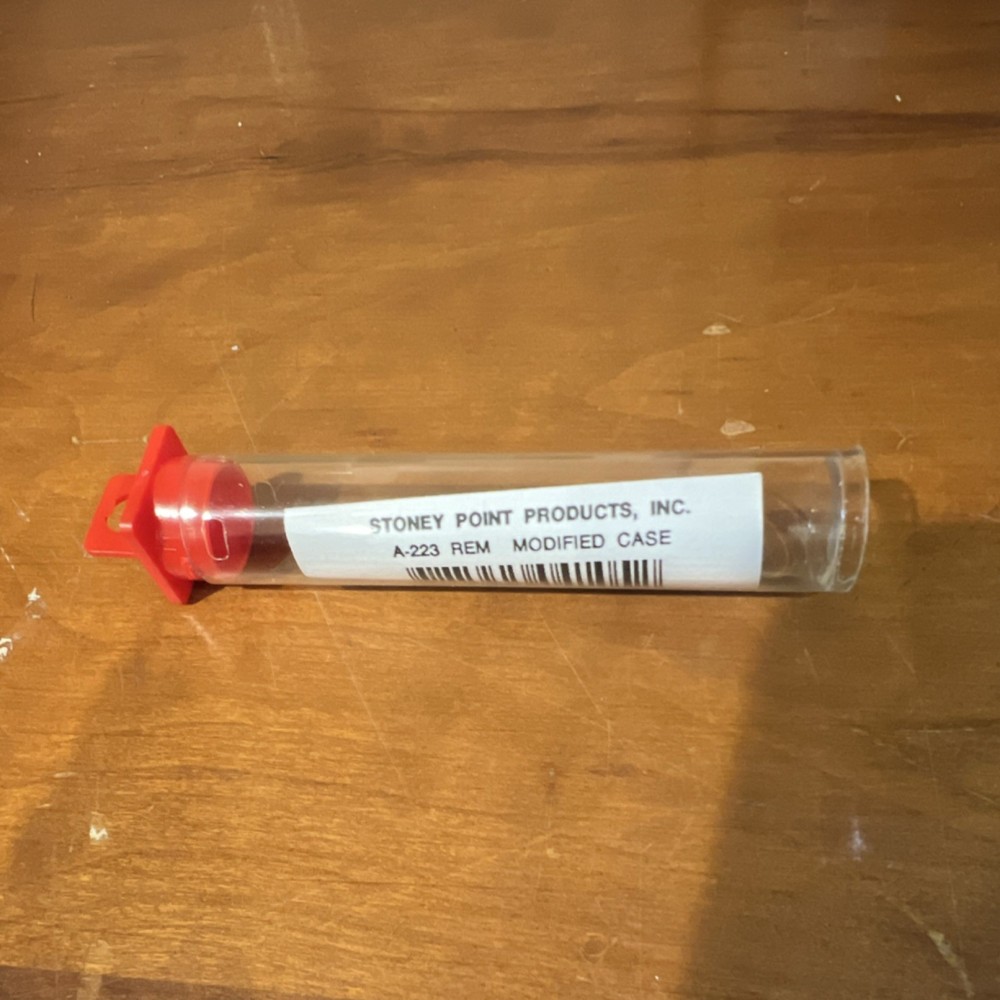 STONEY POINT PRODUCTS, INC.
A-223 REM MODIFIED CASE